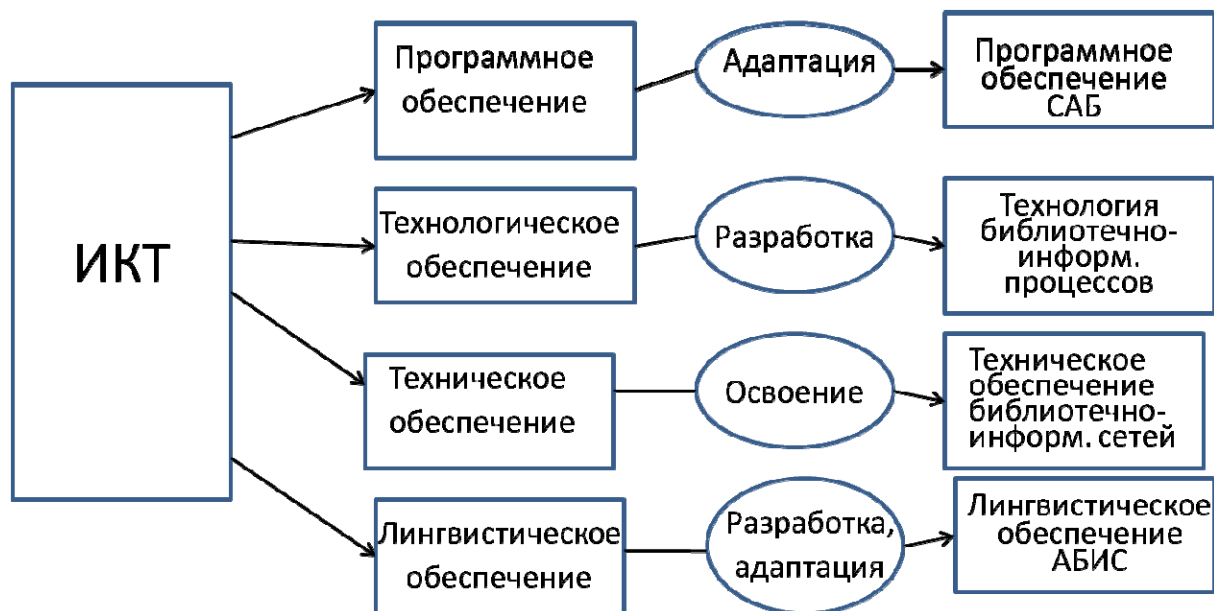 ИКТ
Программное
обеспечение
Адаптация
Программное
обеспечение
САБ
Технологическое
обеспечение
Разработка
Технология
библиотечно-
информ.
процессов
Техническое
обеспечение
Освоение
Техническое
обеспечение
библиотечно-
информ. сетей
Лингвистическое
обеспечение
Разработка,
адаптация
Лингвистическое
обеспечение
АБИС